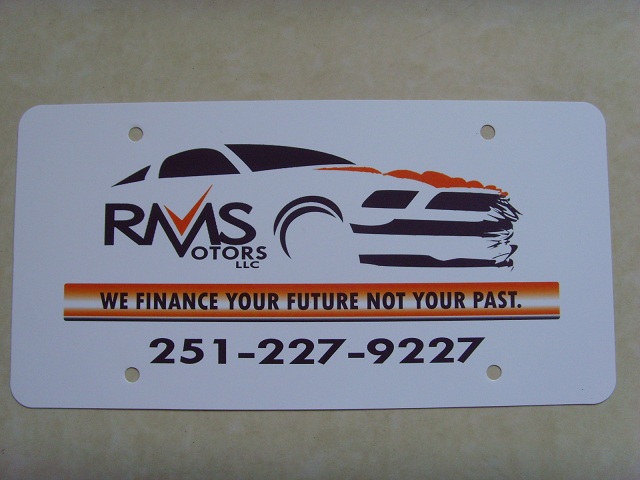 RMS
MOTORS
LLC
WE FINANCE YOUR FUTURE NOT YOUR PAST.
251-227-9227